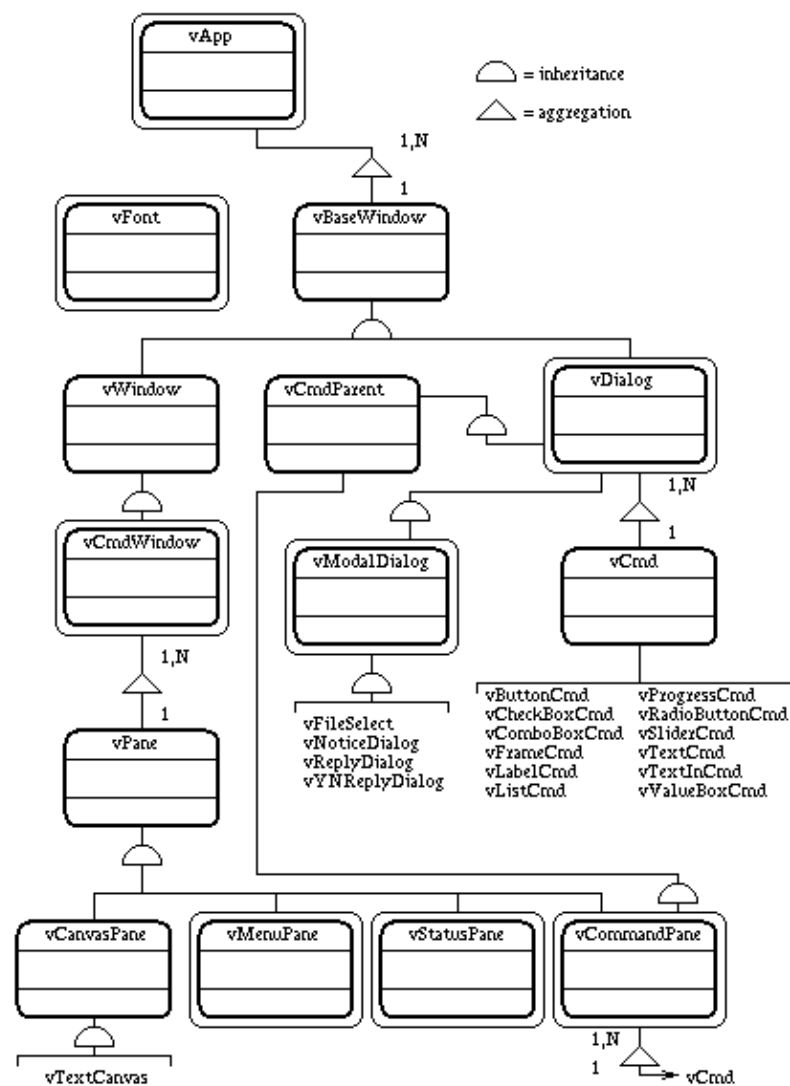 vApp
= inheritance
= aggregation
1,N
1
vFont
vBaseWindow
vWindow
vCmdParent
vDialog
1,N
1
vCmdWindow
vModalDialog
vCmd
1,N
1
vButtonCmd vProgressCmd
vCheckBoxCmd vRadioButtonCmd
vComboBoxCmd vSliderCmd
vFrameCmd vTextCmd
vLabelCmd vTextInCmd
vListCmd vValueBoxCmd
vFileSelect
vNoticeDialog
vReplyDialog
vYNReplyDialog
vPane
vCanvasPane
vMenuPane
vStatusPane
vCommandPane
1,N
1
vCmd
vTextCanvas